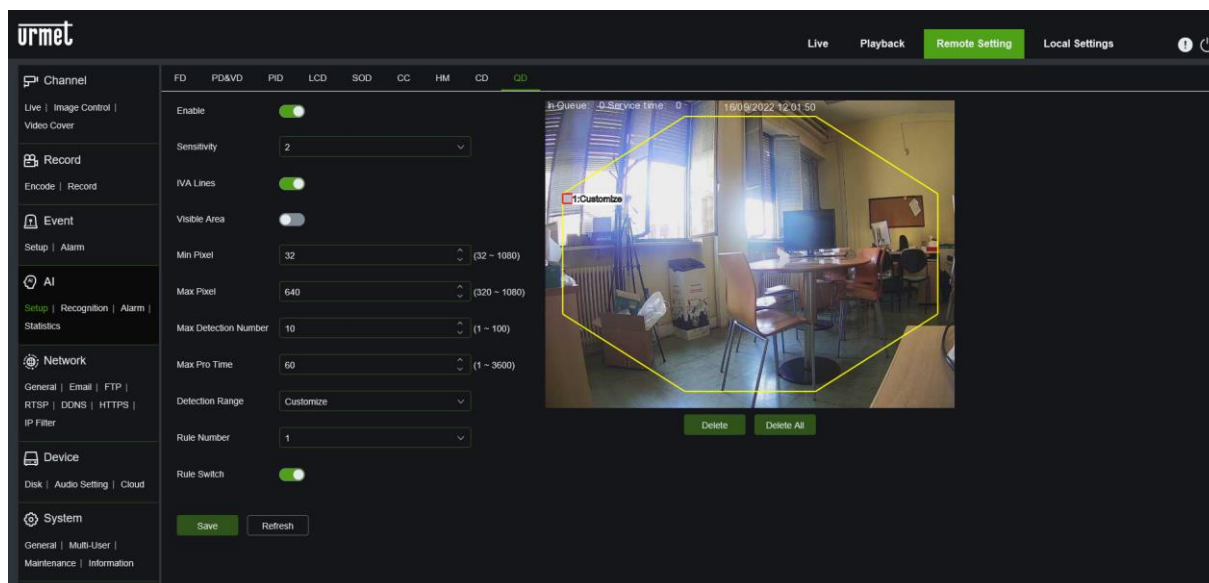 urmet
Live Playback Remote Setting Local Settings
Channel
Live | Image Control |
Video Cover
Record
Encode | Record
Event
Setup | Alarm
AI
Setup | Recognition | Alarm |
Statistics
Network
General | Email | FTP |
RTSP | DDNS | HTTPS |
IP Filter
Device
Disk | Audio Setting | Cloud
System
General | Multi-User |
Maintenance | Information
FD PD&VD PID LCD SOD CC HM CD QD
Enable
Sensitivity 2
IVA Lines
Visible Area
Min Pixel 32 (32 ~ 1080)
Max Pixel 640 (320 ~ 1080)
Max Detection Number 10 (1 ~ 100)
Max Pro Time 60 (1 ~ 3600)
Detection Range Customize
Rule Number 1
Rule Switch
Save Refresh
In Queue: 0 Service time: 0 16/09/2022 12:01:50
1:Customize
Delete Delete All